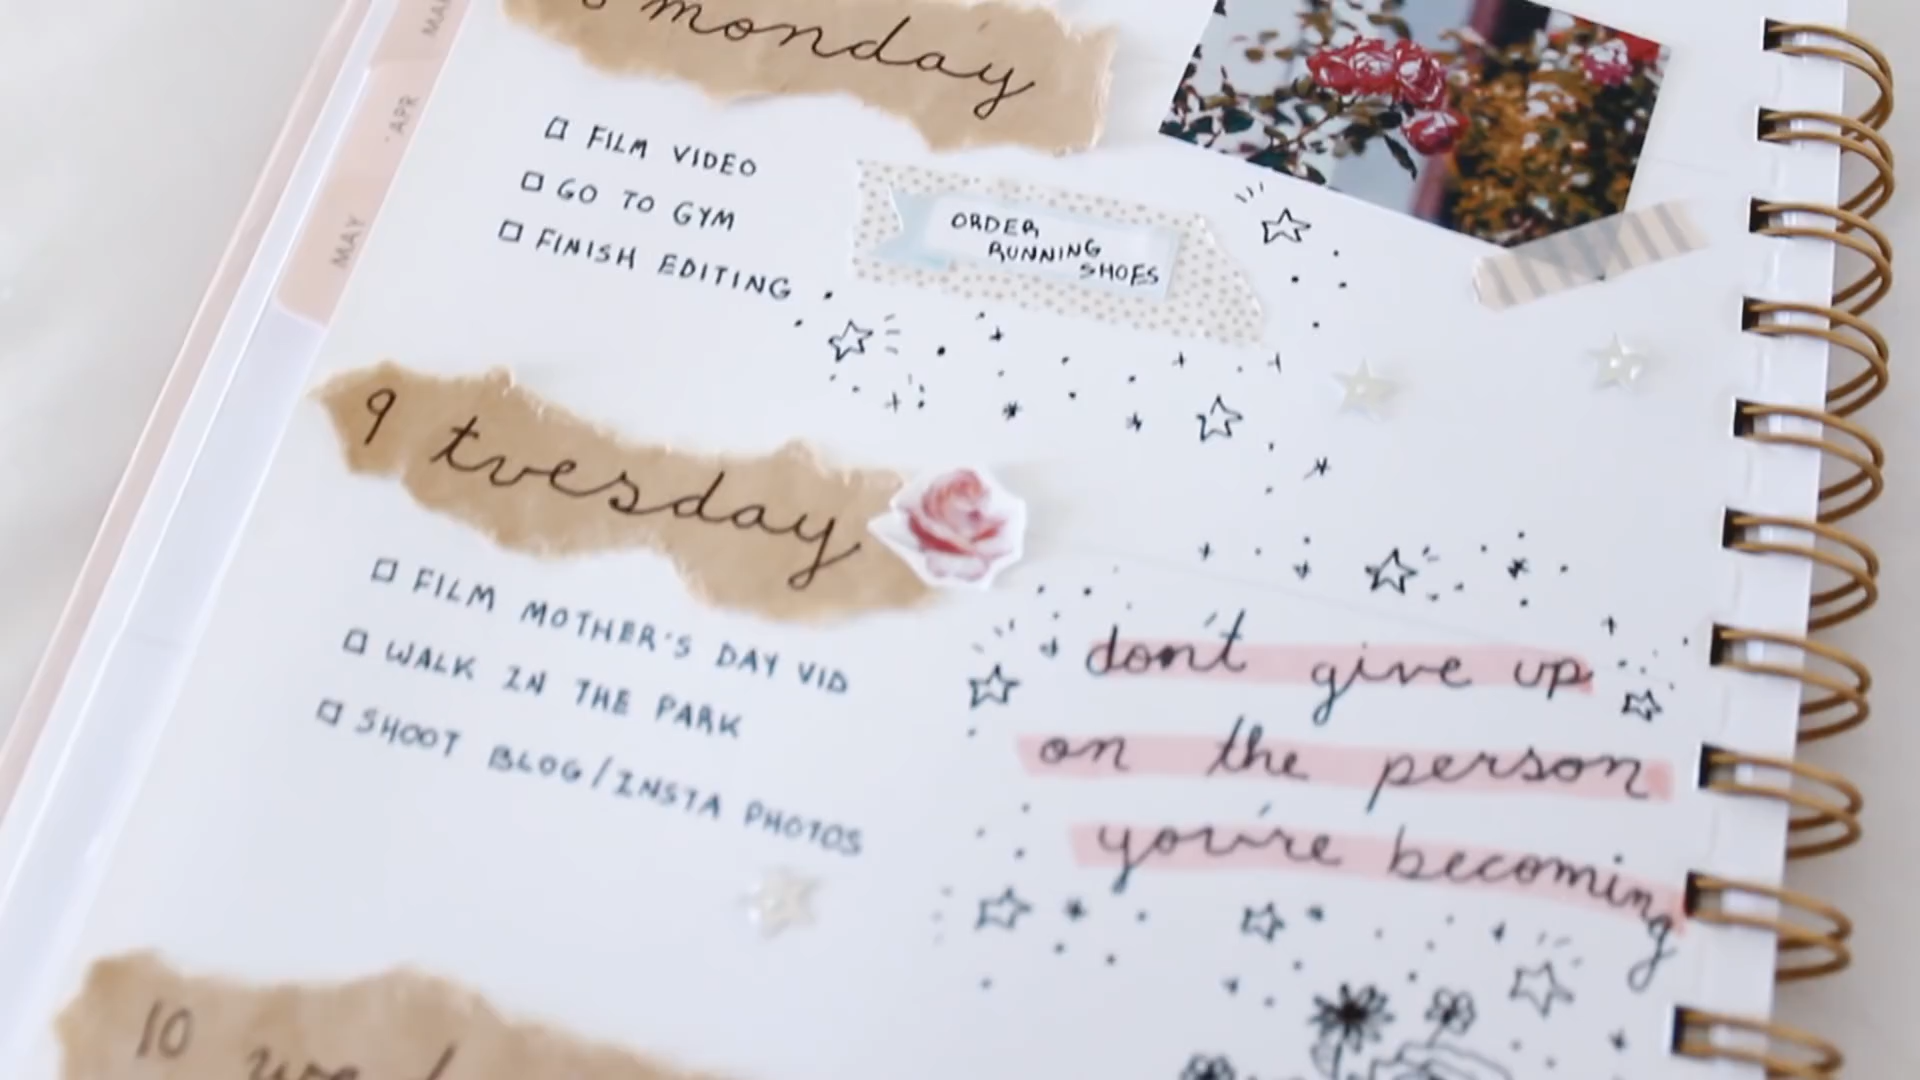 monday
FILM VIDEO
GO TO GYM
FINISH EDITING
ORDER
RUNNING
SHOES
APR
MAY
9 tuesday
FILM MOTHER'S DAY VID
WALK IN THE PARK
SHOOT BLOG/INSTA PHOTOS
don't give up
on the person
you're becoming
10